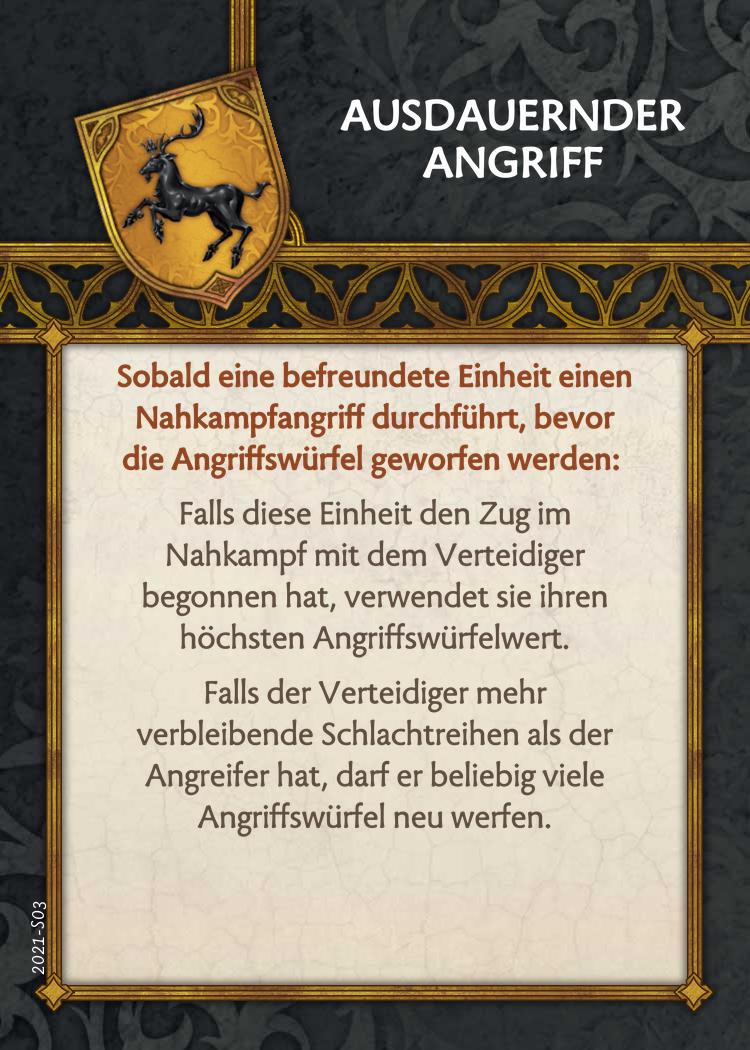 AUSDAUERNDER
ANGRIFF
Sobald eine befreundete Einheit einen
Nahkampfangriff durchführt, bevor
die Angriffswürfel geworfen werden:
Falls diese Einheit den Zug im
Nahkampf mit dem Verteidiger
begonnen hat, verwendet sie ihren
höchsten Angriffswürfelwert.
Falls der Verteidiger mehr
verbleibende Schlachtreihen als der
Angreifer hat, darf er beliebig viele
Angriffswürfel neu werfen.
2021-S03